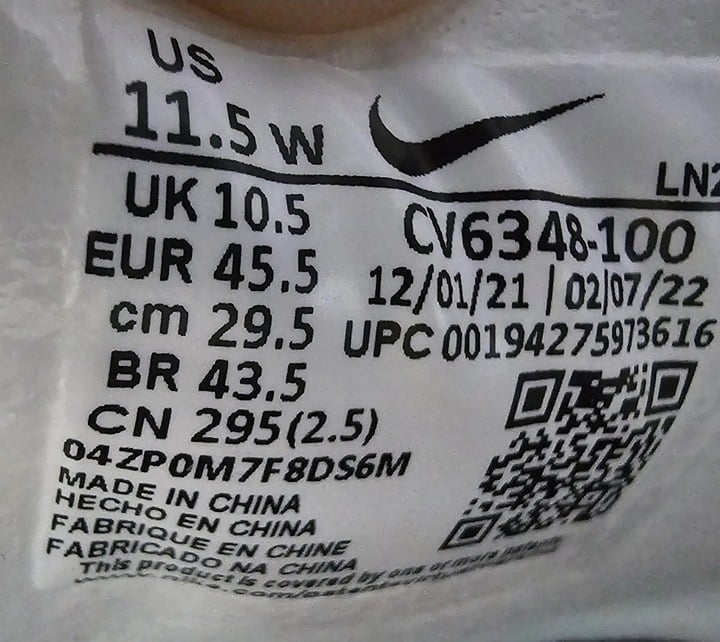 US
11.5 W
LN2
UK 10.5
CV6348-100
EUR 45.5
12/01/21 | 02/07/22
cm 29.5
UPC 00194275973616
BR 43.5
CN 295(2.5)
04ZP0M7F8DS6M
MADE IN CHINA
HECHO EN CHINA
FABRIQUE EN CHINE
FABRICADO NA CHINA
This product is covered by one or more patents